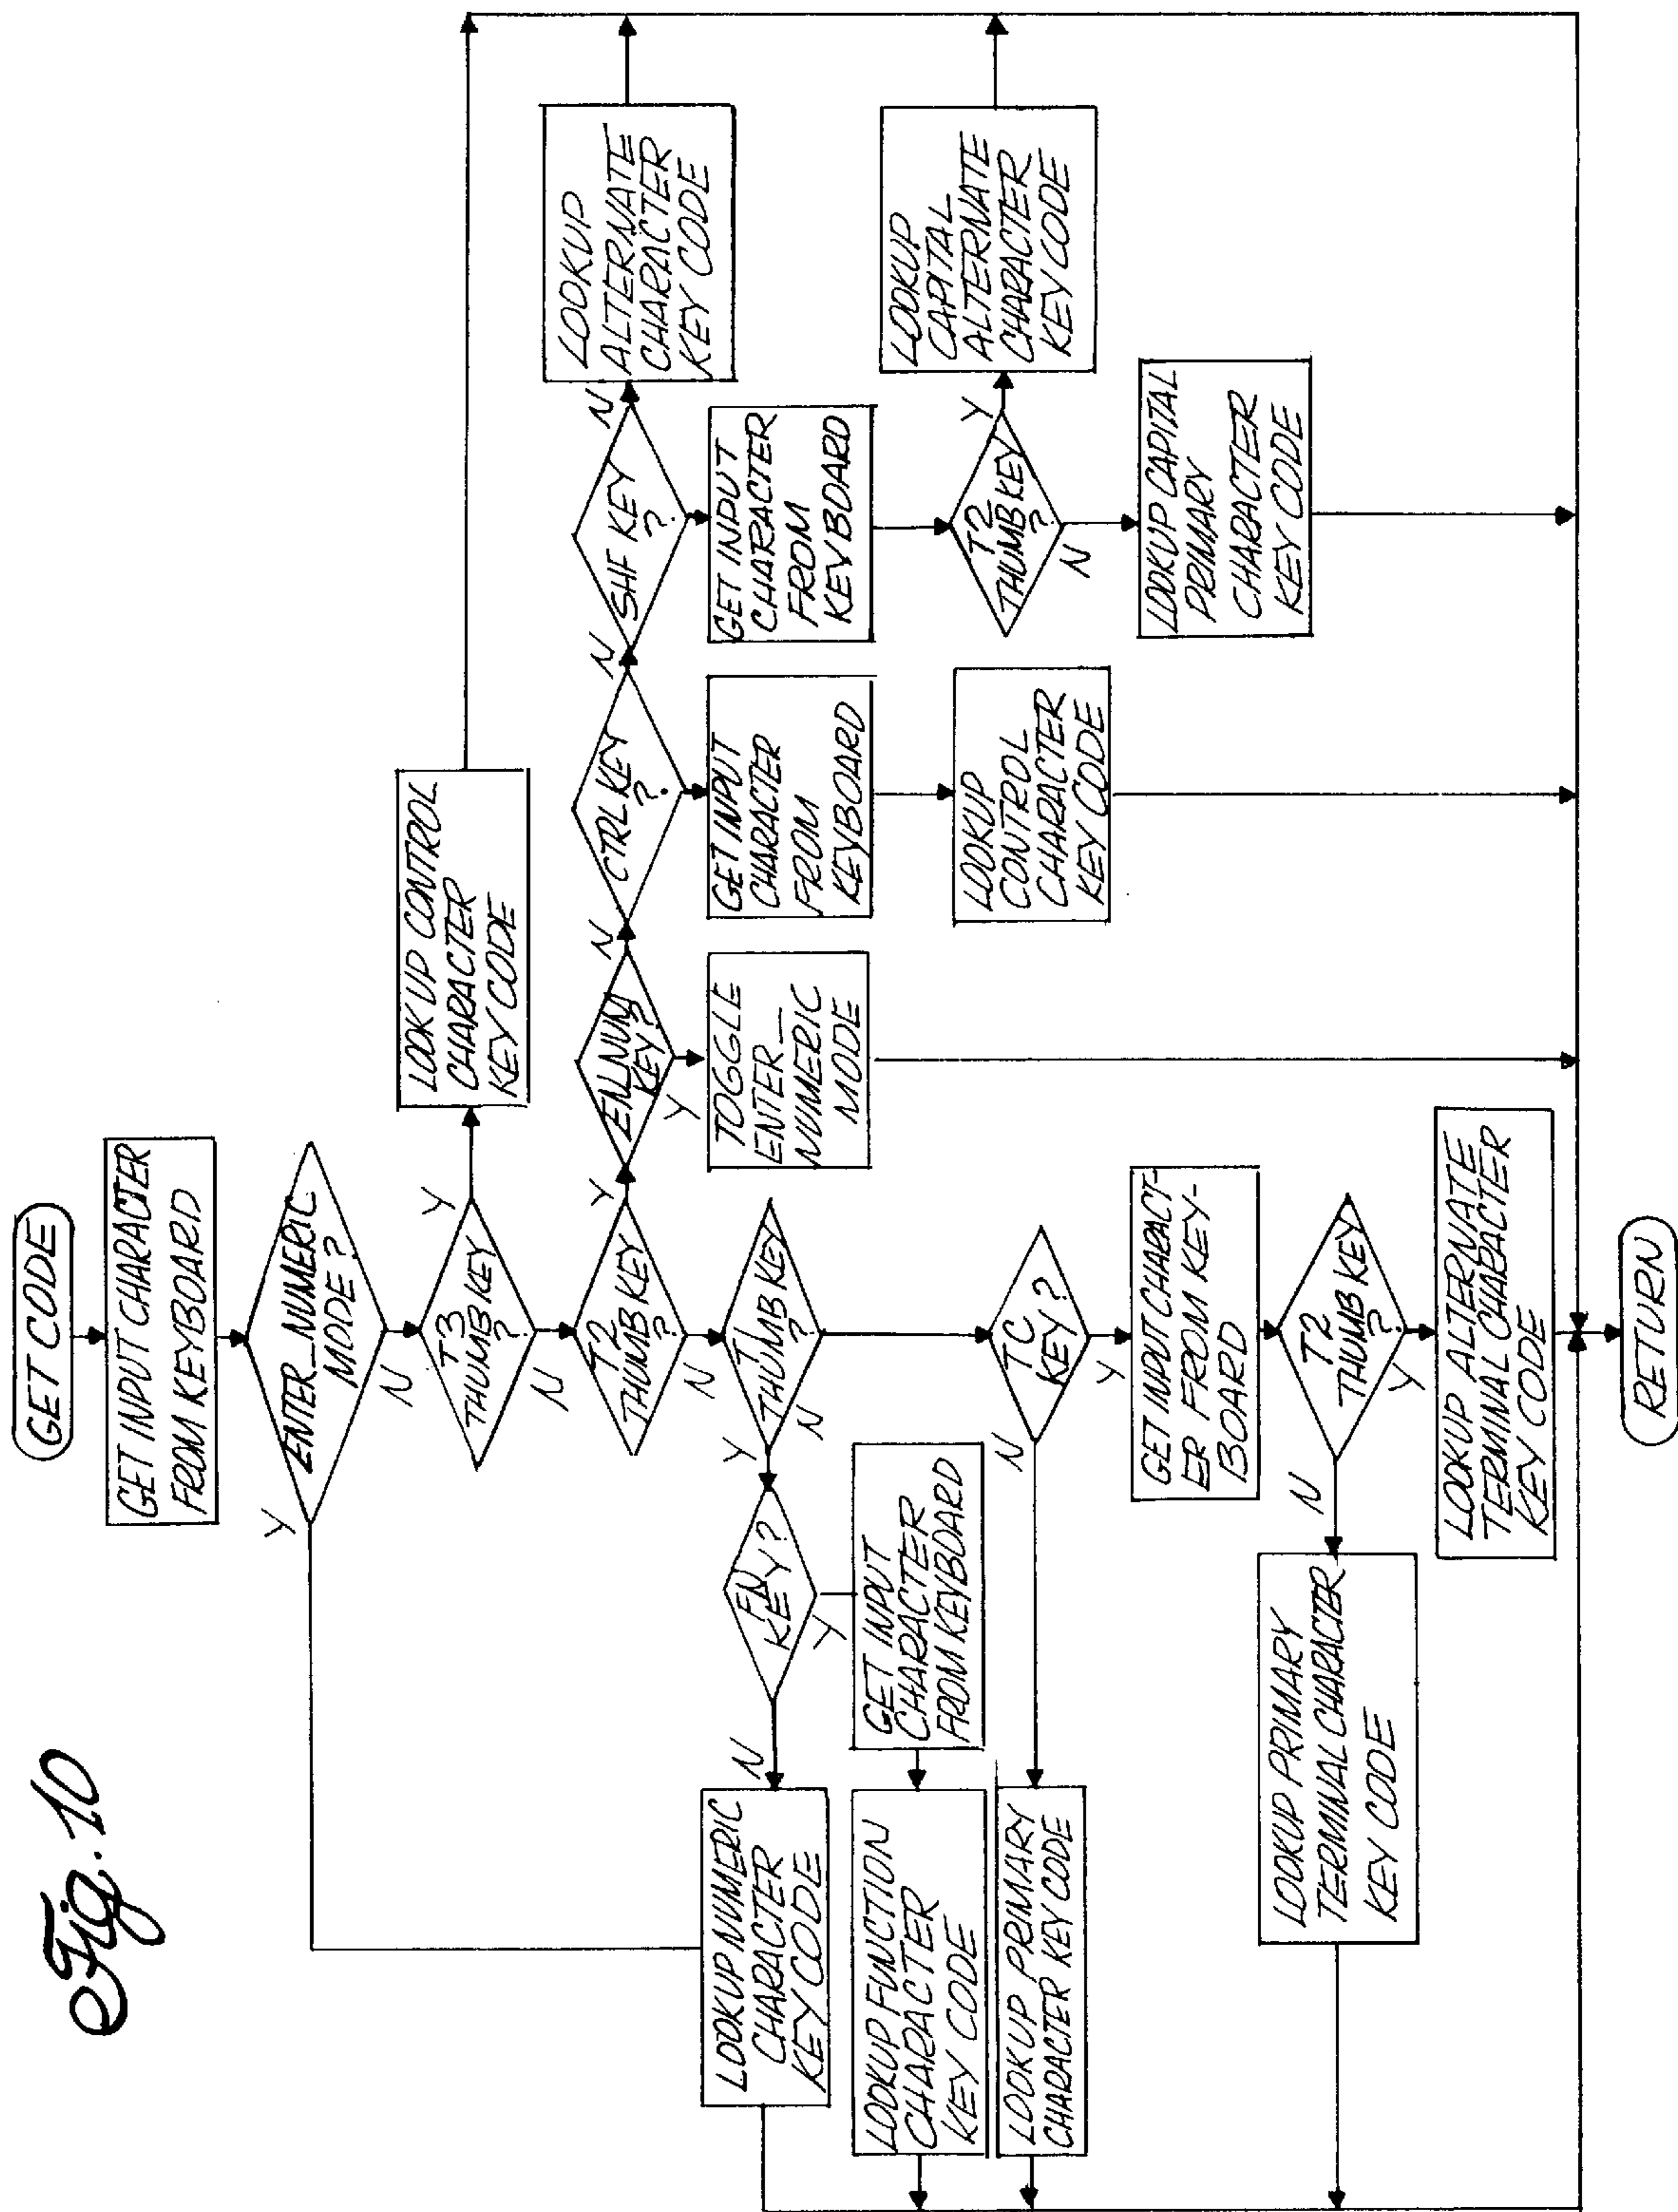 Fig. 10
GET CODE
GET INPUT CHARACTER
FROM KEYBOARD
ENTER_NUMERIC
MODE?
Y
N
T3
THUMB KEY
?
Y
N
LOOK UP CONTROL
CHARACTER
KEY CODE
T2
THUMB KEY
?
Y
N
EN_NUM
KEY?
N
Y
TOGGLE
ENTER_
NUMERIC
MODE
CTRL KEY
?
N
GET INPUT
CHARACTER
FROM
KEYBOARD
LOOKUP
CONTROL
CHARACTER
KEY CODE
SHF KEY
?
N
LOOKUP
ALTERNATE
CHARACTER
KEY CODE
GET INPUT
CHARACTER
FROM
KEYBOARD
T2
THUMB KEY
?
Y
N
LOOKUP
CAPITAL
ALTERNATE
CHARACTER
KEY CODE
LOOKUP CAPITAL
PRIMARY
CHARACTER
KEY CODE
T1
THUMB KEY
?
Y
N
FN
KEY?
N
Y
LOOKUP NUMERIC
CHARACTER
KEY CODE
GET INPUT
CHARACTER
FROM KEYBOARD
LOOKUP FUNCTION
CHARACTER
KEY CODE
TC
KEY?
N
Y
LOOKUP PRIMARY
CHARACTER KEY CODE
GET INPUT CHARACT-
ER FROM KEY-
BOARD
T2
THUMB KEY
?
N
Y
LOOKUP PRIMARY
TERMINAL CHARACTER
KEY CODE
LOOKUP ALTERNATE
TERMINAL CHARACTER
KEY CODE
RETURN